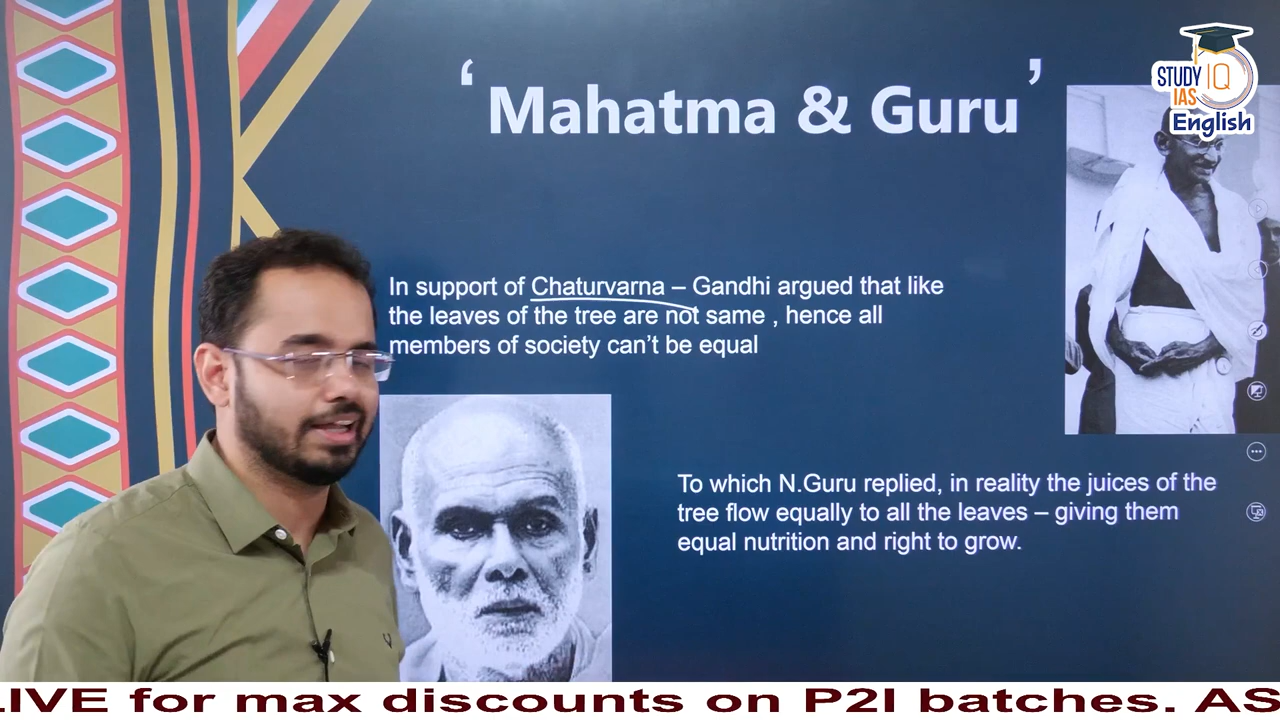 ‘Mahatma & Guru’
STUDY IQ
IAS
English
In support of Chaturvarna – Gandhi argued that like
the leaves of the tree are not same , hence all
members of society can’t be equal
To which N.Guru replied, in reality the juices of the
tree flow equally to all the leaves – giving them
equal nutrition and right to grow.
LIVE for max discounts on P2I batches. AS